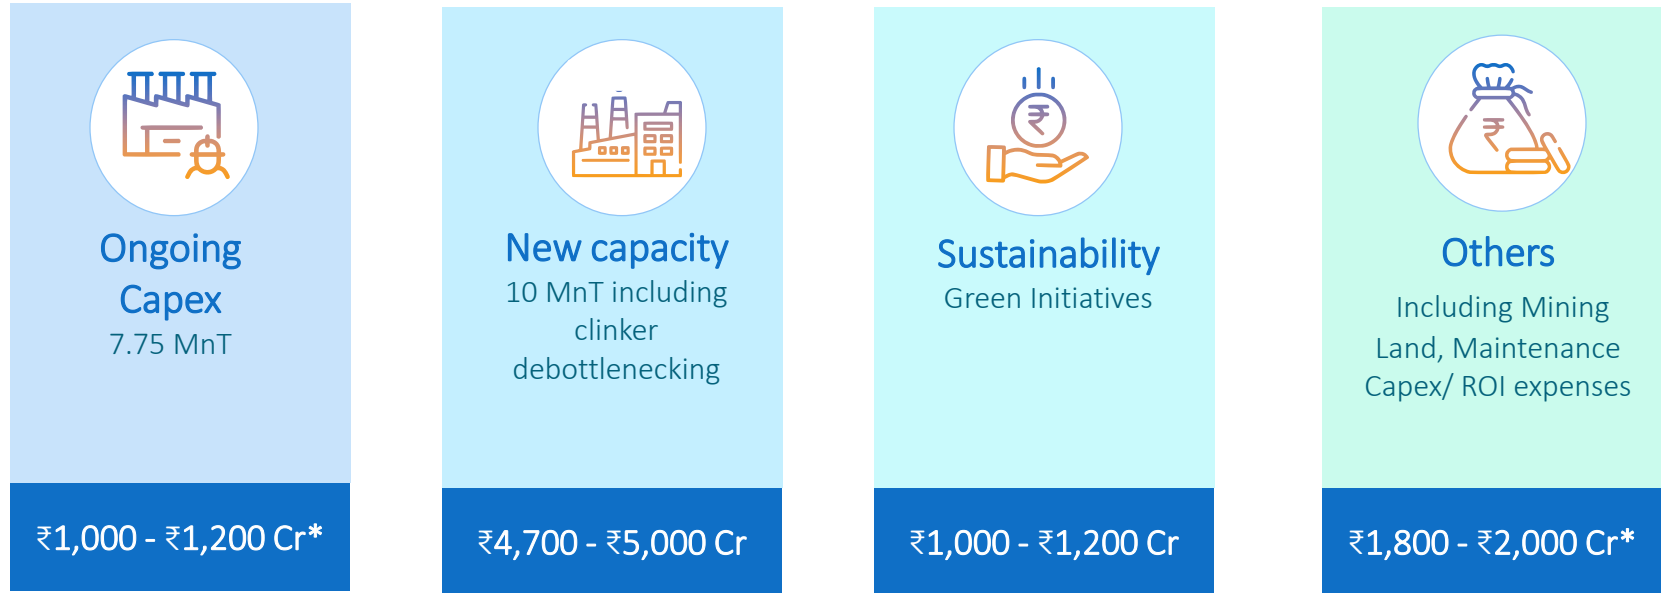 Ongoing
Capex
7.75 MnT
₹1,000 - ₹1,200 Cr*
New capacity
10 MnT including
clinker
debottlenecking
₹4,700 - ₹5,000 Cr
₹
Sustainability
Green Initiatives
₹1,000 - ₹1,200 Cr
₹
Others
Including Mining
Land, Maintenance
Capex/ ROI expenses
₹1,800 - ₹2,000 Cr*